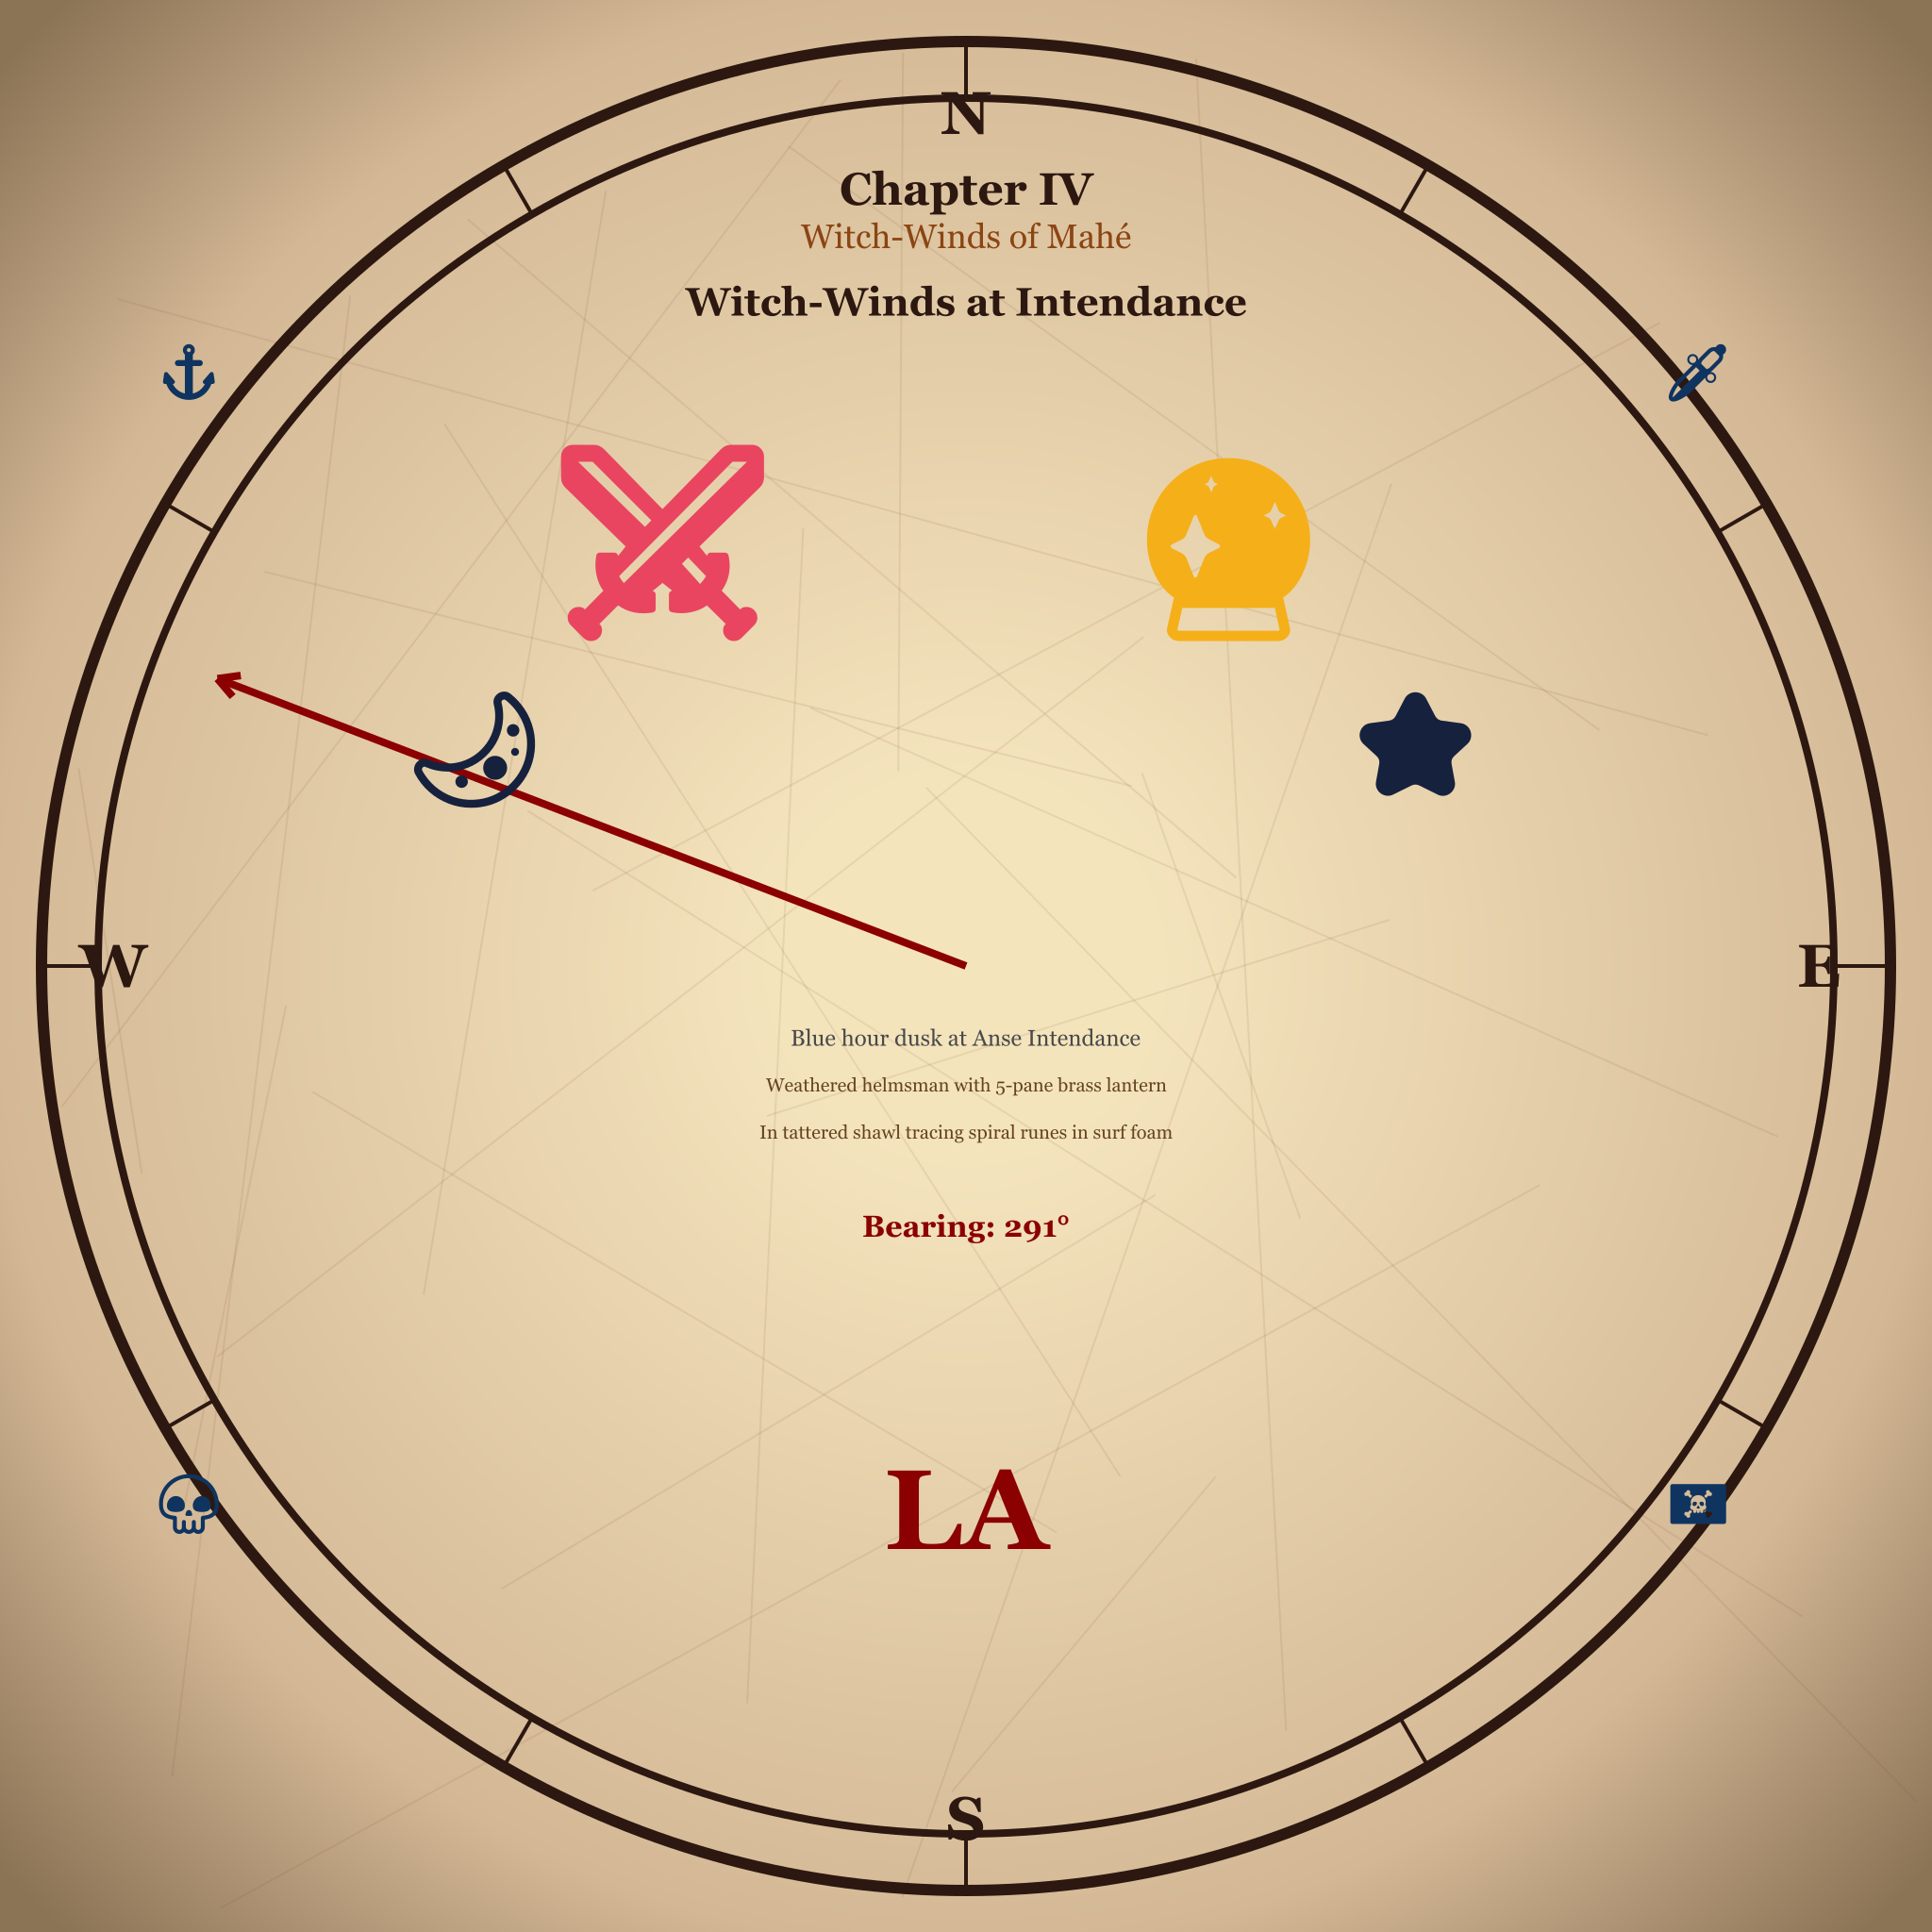 N
Chapter IV
Witch-Winds of Mahé
Witch-Winds at Intendance
W
E
Blue hour dusk at Anse Intendance
Weathered helmsman with 5-pane brass lantern
In tattered shawl tracing spiral runes in surf foam
Bearing: 291°
LA
S